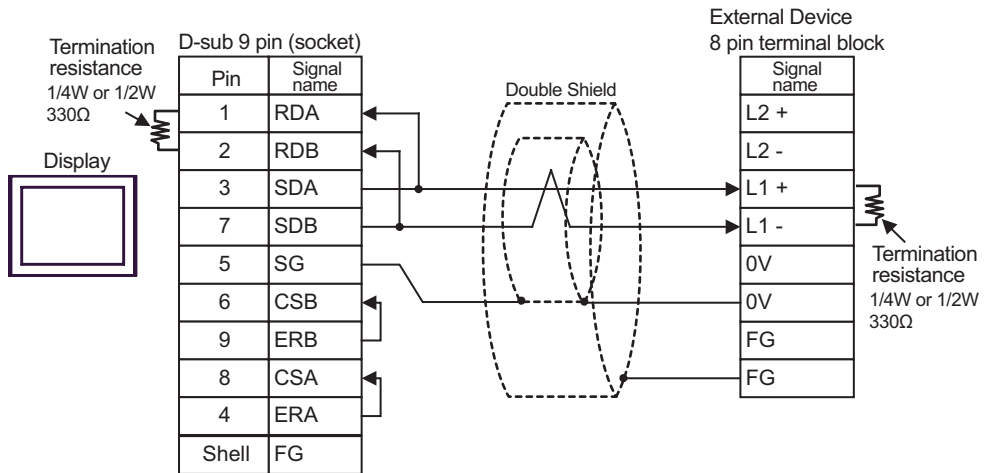 External Device
8 pin terminal block
Termination
resistance
1/4W or 1/2W
330Ω
D-sub 9 pin (socket)
Pin Signal name
1 RDA
2 RDB
3 SDA
7 SDB
5 SG
6 CSB
9 ERB
8 CSA
4 ERA
Shell FG
Display
Double Shield
Signal name
L2 +
L2 -
L1 +
L1 -
0V
0V
FG
FG
Termination
resistance
1/4W or 1/2W
330Ω